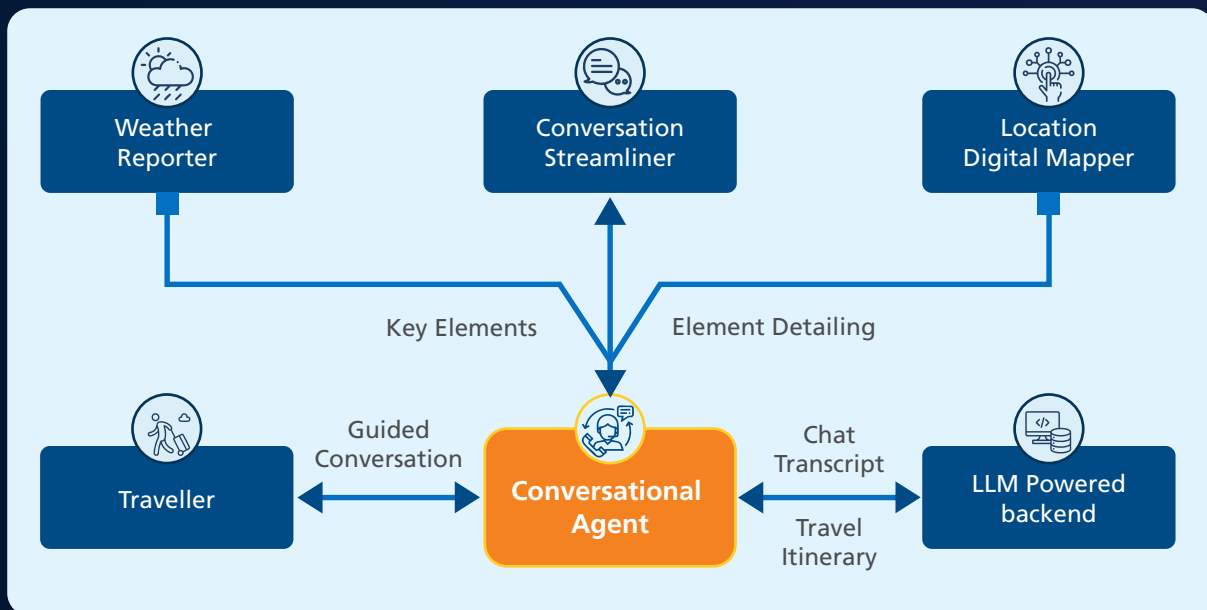 Weather
Reporter
Conversation
Streamliner
Location
Digital Mapper
Key Elements
Element Detailing
Traveller
Guided
Conversation
Conversational
Agent
Chat
Transcript
Travel
Itinerary
LLM Powered
backend